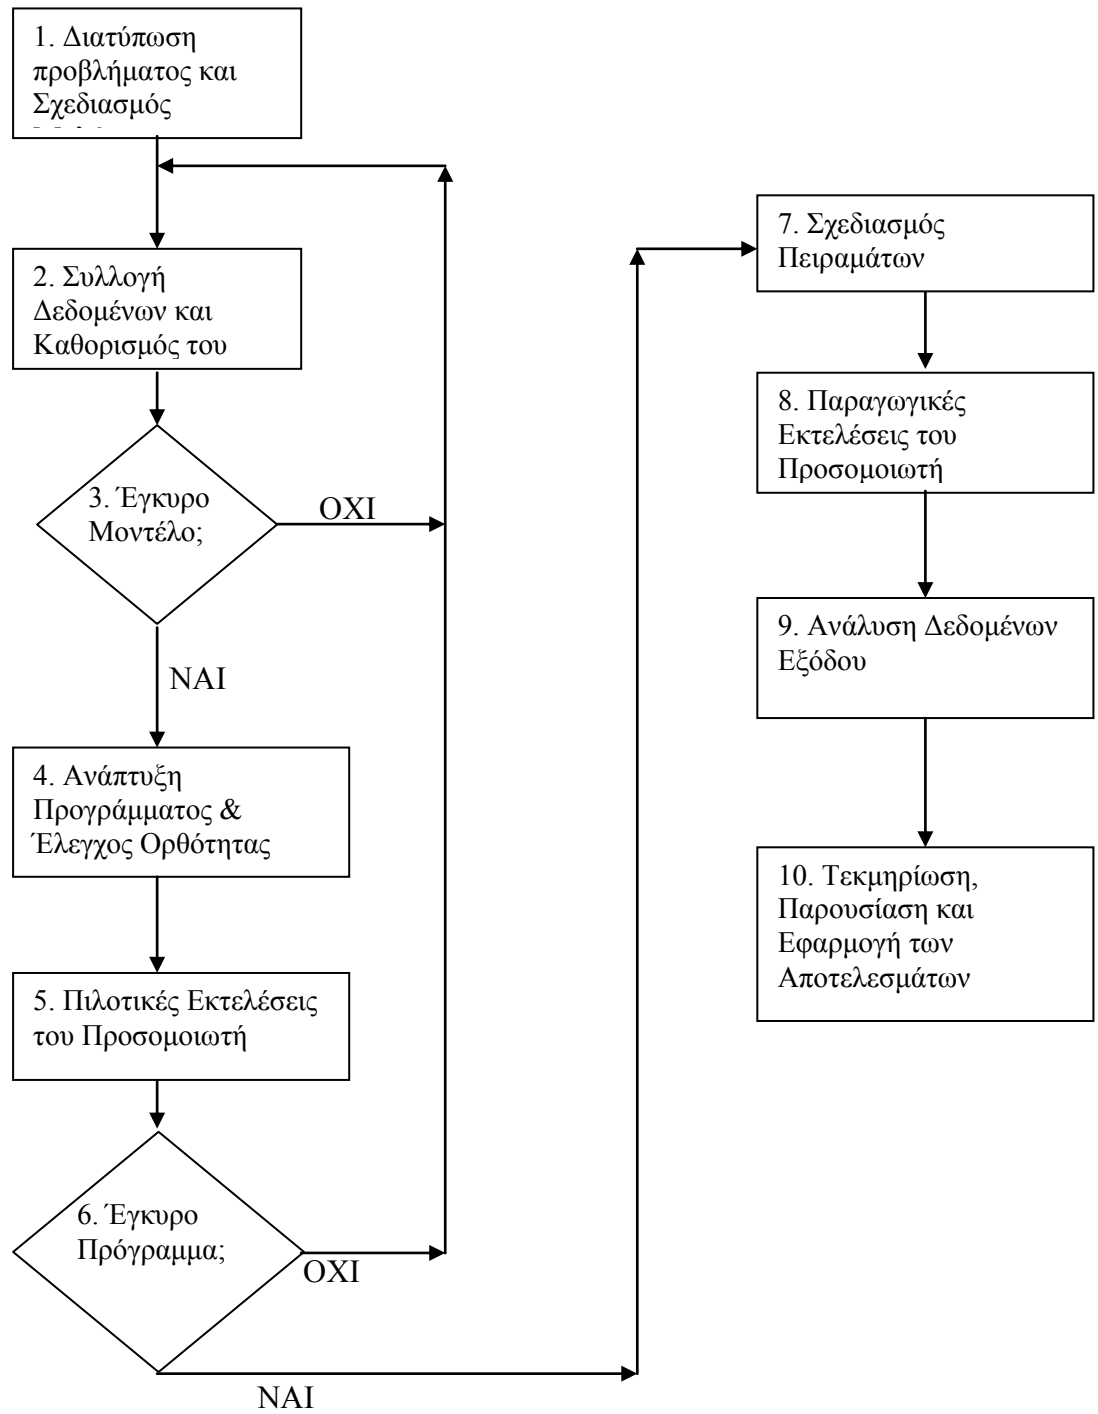 1. Διατύπωση
προβλήματος και
Σχεδιασμός
2. Συλλογή
Δεδομένων και
Καθορισμός του
3. Έγκυρο
Μοντέλο;
ΟΧΙ
ΝΑΙ
4. Ανάπτυξη
Προγράμματος &
Έλεγχος Ορθότητας
5. Πιλοτικές Εκτελέσεις
του Προσομοιωτή
6. Έγκυρο
Πρόγραμμα;
ΟΧΙ
ΝΑΙ
7. Σχεδιασμός
Πειραμάτων
8. Παραγωγικές
Εκτελέσεις του
Προσομοιωτή
9. Ανάλυση Δεδομένων
Εξόδου
10. Τεκμηρίωση,
Παρουσίαση και
Εφαρμογή των
Αποτελεσμάτων